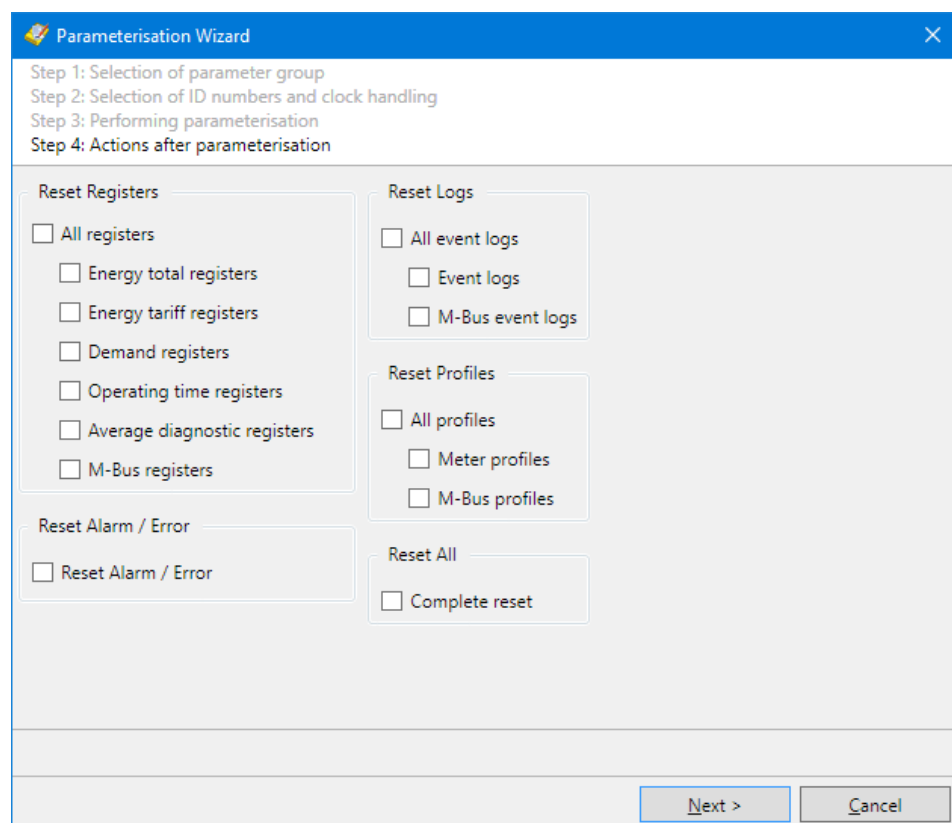 Parameterisation Wizard
Step 1: Selection of parameter group
Step 2: Selection of ID numbers and clock handling
Step 3: Performing parameterisation
Step 4: Actions after parameterisation
Reset Registers
All registers
Energy total registers
Energy tariff registers
Demand registers
Operating time registers
Average diagnostic registers
M-Bus registers
Reset Alarm / Error
Reset Alarm / Error
Reset Logs
All event logs
Event logs
M-Bus event logs
Reset Profiles
All profiles
Meter profiles
M-Bus profiles
Reset All
Complete reset
Next >
Cancel